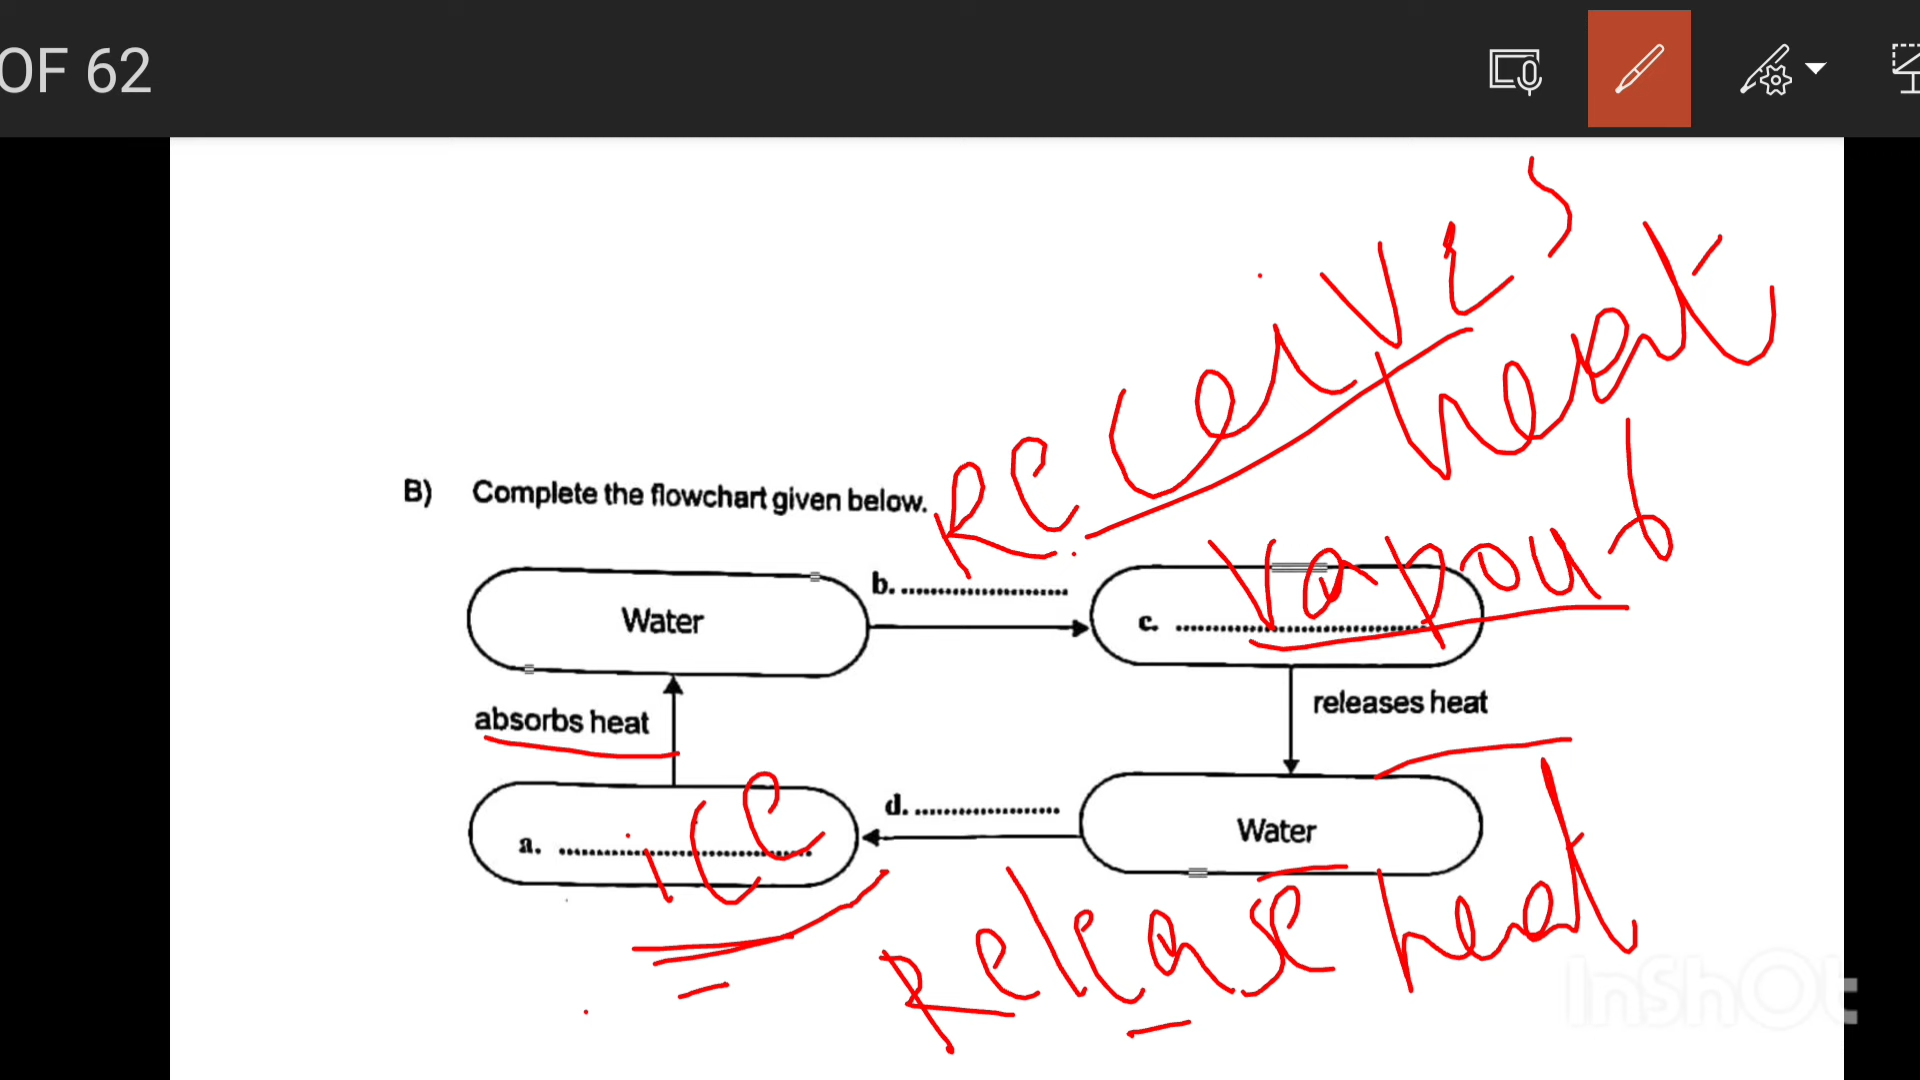 OF 62
Receives
heat
B) Complete the flowchart given below.
Water
b. ......................
c. ..............................
Vapour
absorbs heat
releases heat
a. ..............................
ice
d. ....................
Water
Release heat
InShOt